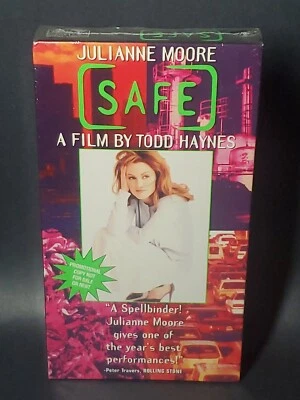 JULIANNE MOORE
SAFE
A FILM BY TODD HAYNES
PROMOTIONAL
COPY NOT
FOR SALE
OR RENT
"A Spellbinder!
Julianne Moore
gives one of
the year's best
performances!"
-Peter Travers, ROLLING STONE